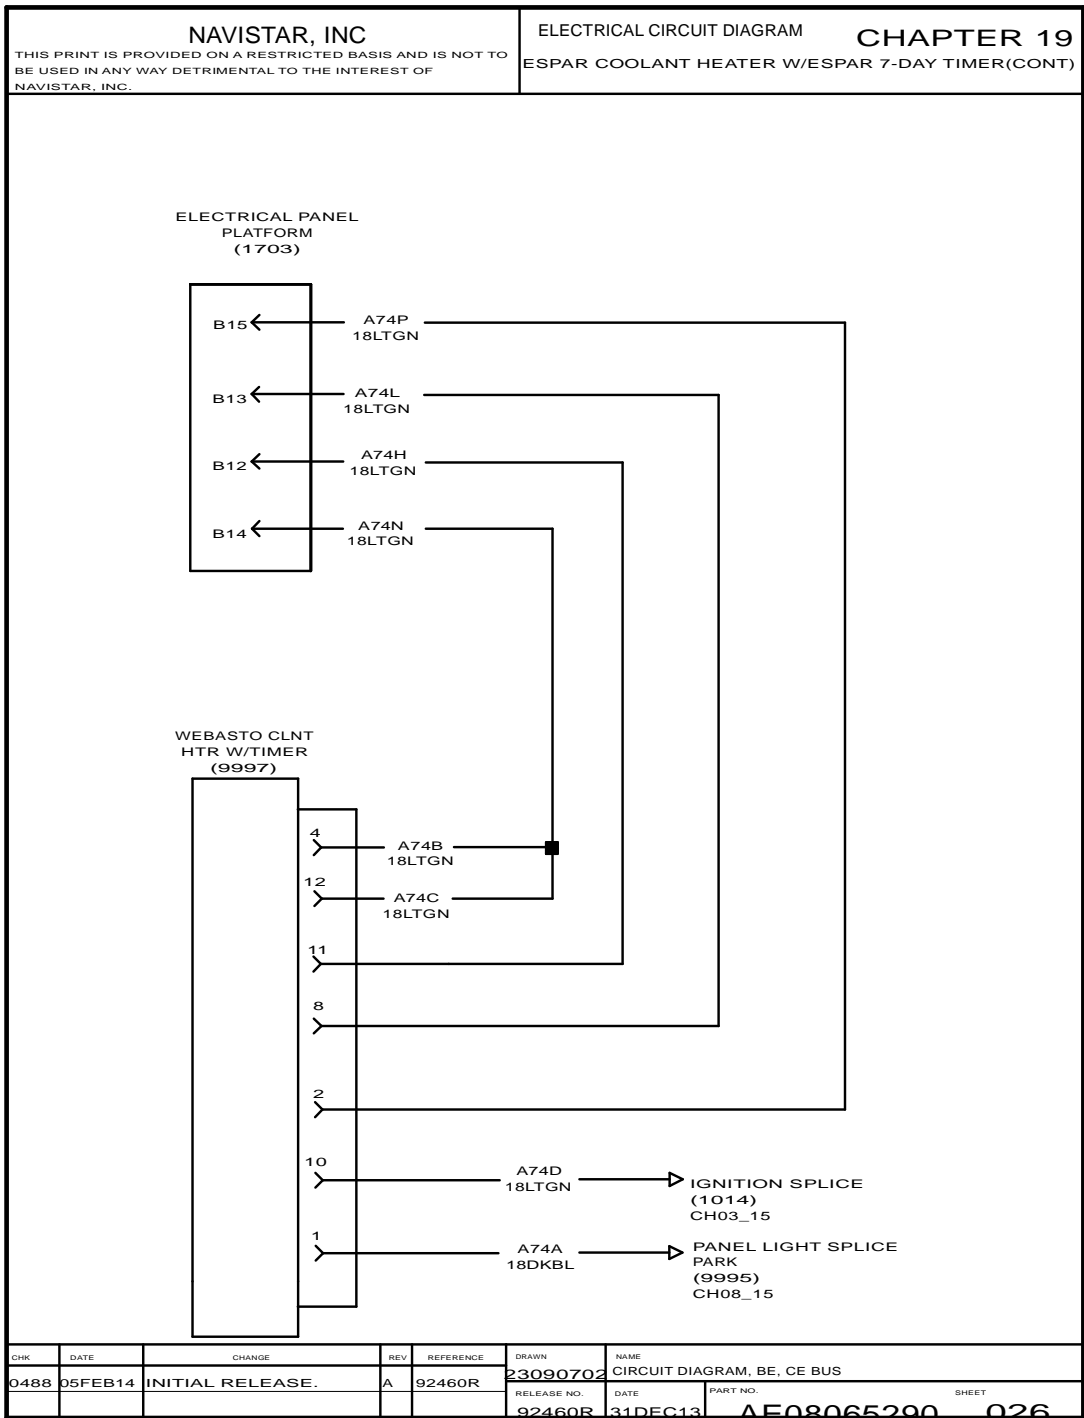 NAVISTAR, INC
THIS PRINT IS PROVIDED ON A RESTRICTED BASIS AND IS NOT TO
BE USED IN ANY WAY DETRIMENTAL TO THE INTEREST OF
NAVISTAR, INC.
ELECTRICAL CIRCUIT DIAGRAM
CHAPTER 19
ESPAR COOLANT HEATER W/ESPAR 7-DAY TIMER(CONT)
ELECTRICAL PANEL
PLATFORM
(1703)
B15
A74P
18LTGN
B13
A74L
18LTGN
B12
A74H
18LTGN
B14
A74N
18LTGN
WEBASTO CLNT
HTR W/TIMER
(9997)
4
A74B
18LTGN
12
A74C
18LTGN
11
8
2
10
A74D
18LTGN
IGNITION SPLICE
(1014)
CH03_15
1
A74A
18DKBL
PANEL LIGHT SPLICE
PARK
(9995)
CH08_15
CHK DATE CHANGE REV REFERENCE
0488 05FEB14 INITIAL RELEASE. A 92460R
DRAWN
23090702
NAME
CIRCUIT DIAGRAM, BE, CE BUS
RELEASE NO.
92460R
DATE
31DEC13
PART NO.
AE08065290
SHEET
026